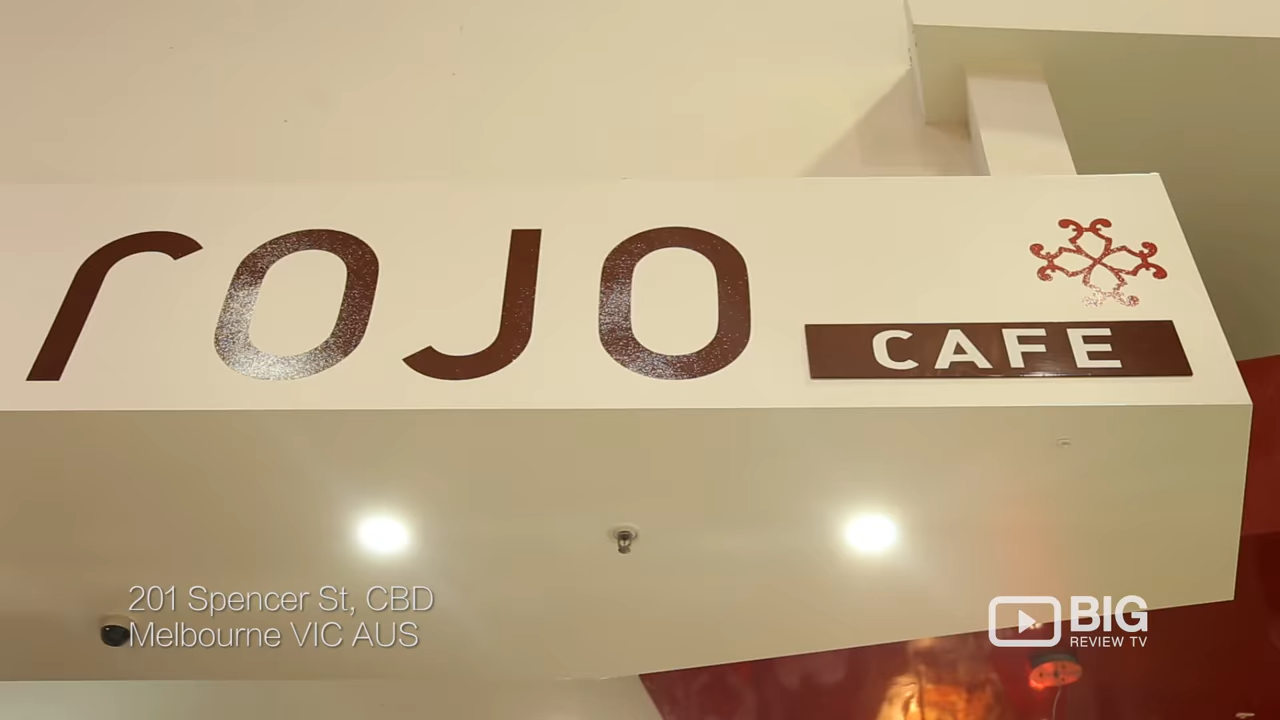 rojo
CAFE
201 Spencer St, CBD
Melbourne VIC AUS
BIG
REVIEW TV